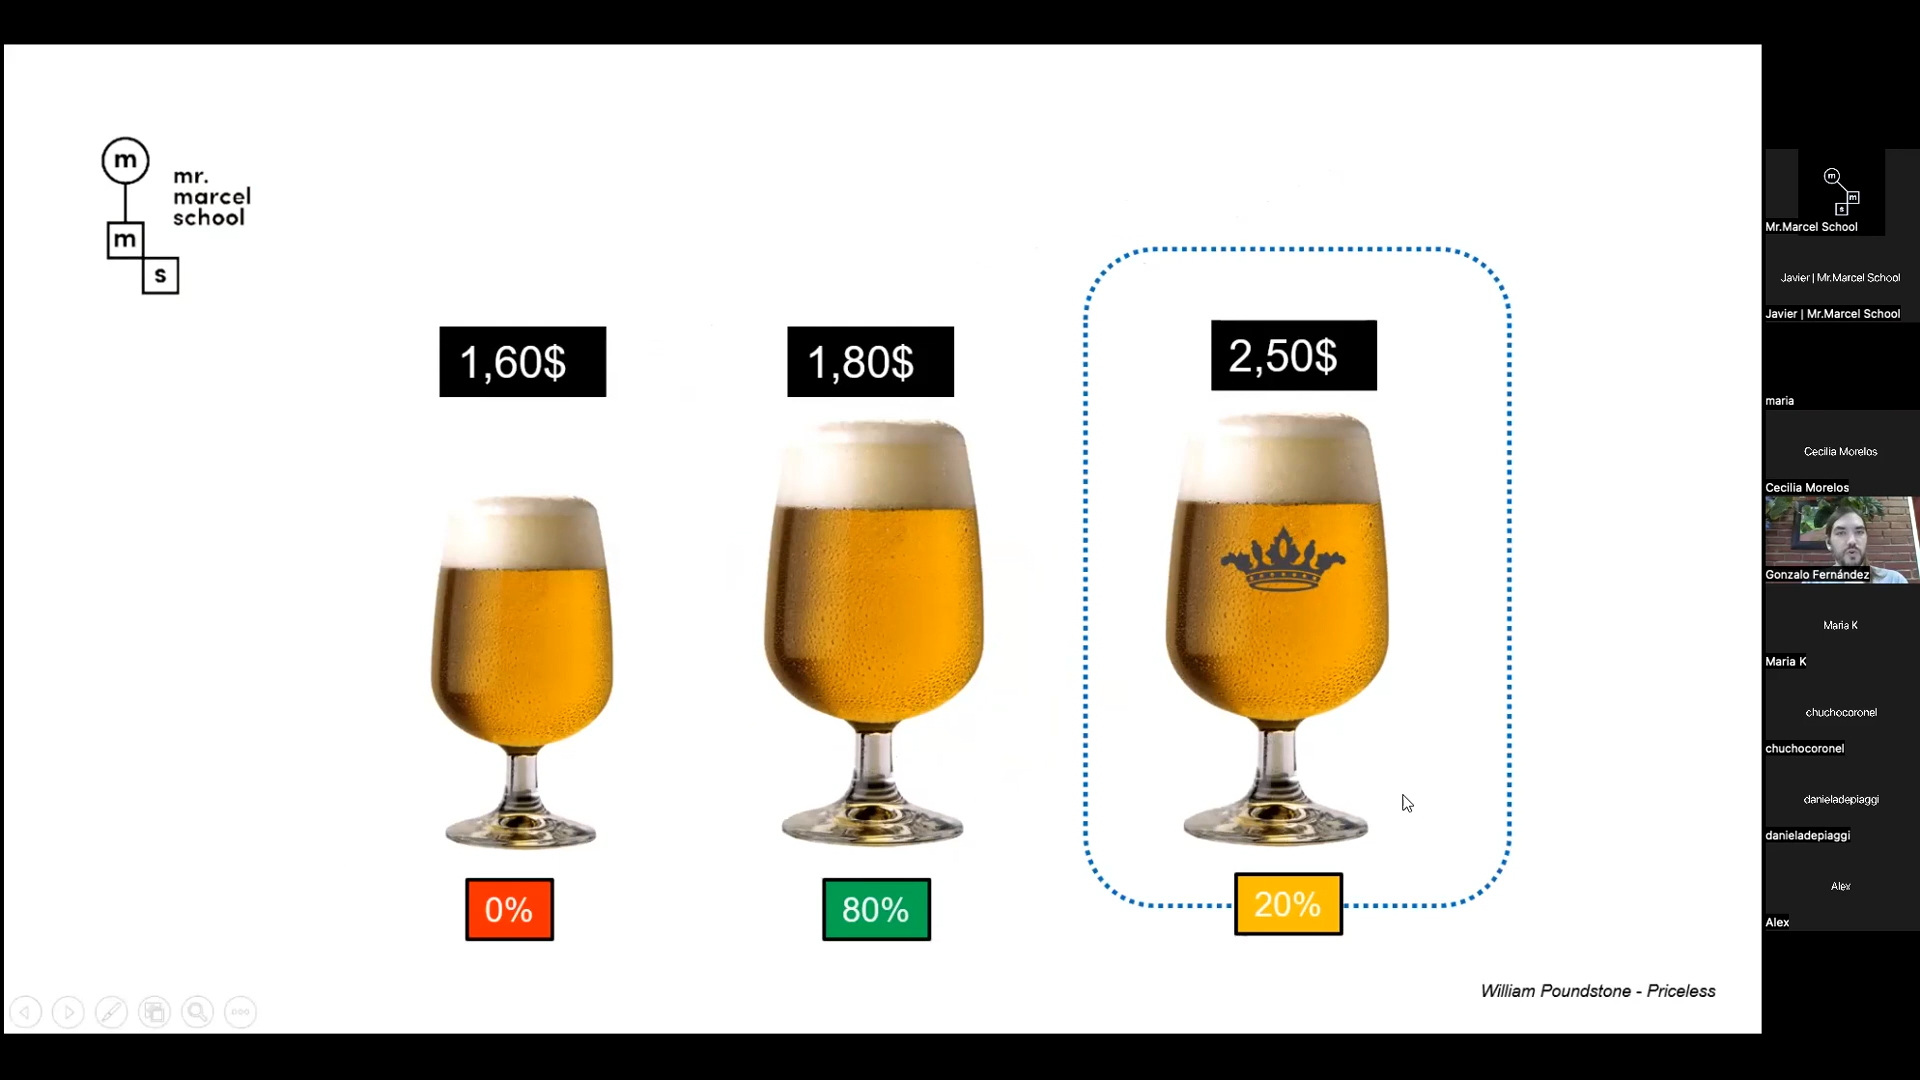 m
m
s
mr.
marcel
school
1,60$
1,80$
2,50$
0%
80%
20%
William Poundstone - Priceless
m
m
s
Mr.Marcel School
Javier | Mr.Marcel School
Javier | Mr.Marcel School
maria
Cecilia Morelos
Cecilia Morelos
Gonzalo Fernández
Maria K
Maria K
chuchocoronel
chuchocoronel
danieladepiaggi
danieladepiaggi
Alex
Alex